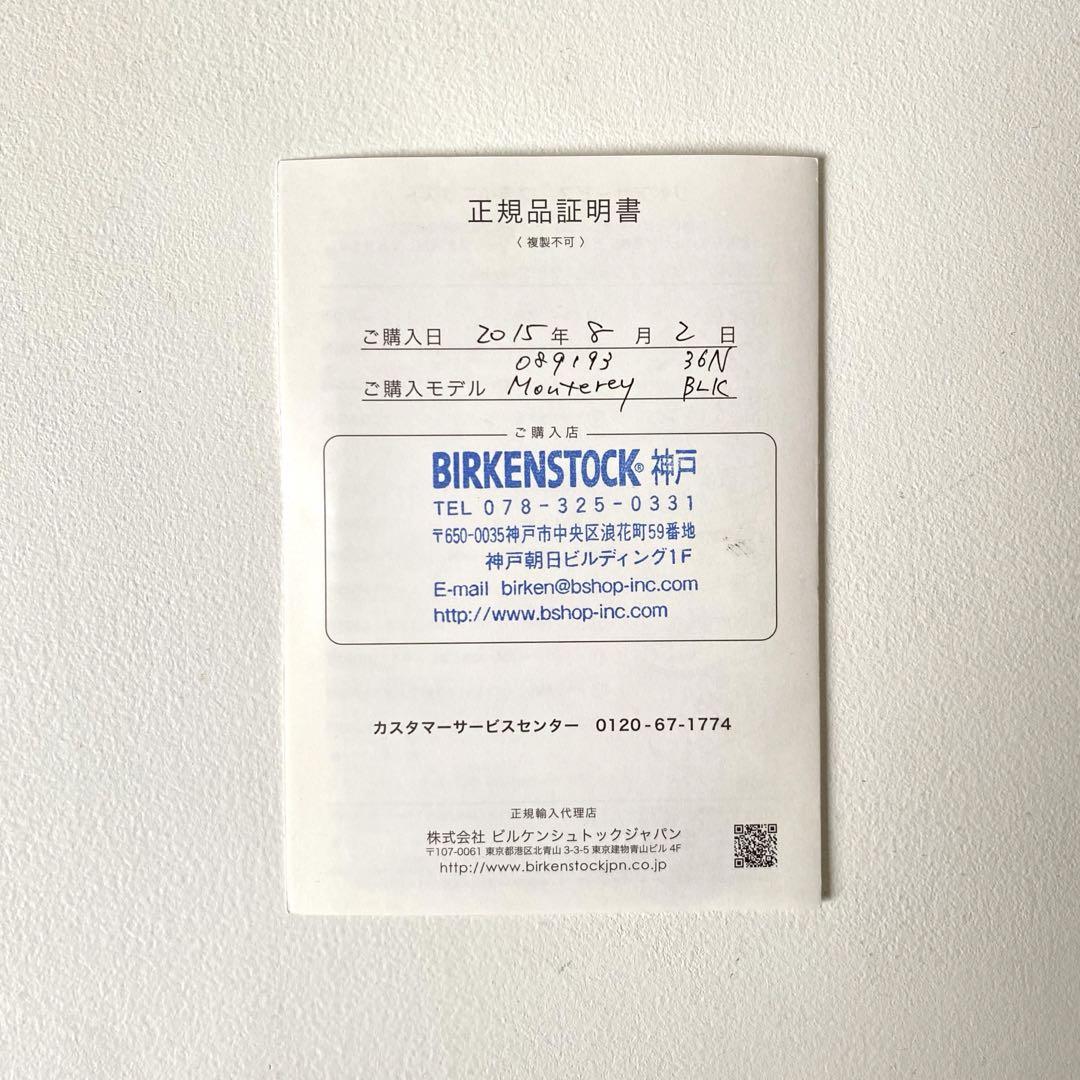 正規品証明書
〈 複製不可 〉
ご購入日 2015年 8月 2日
089193 36N
ご購入モデル Monterey BLK
ご購入店
BIRKENSTOCK® 神戸
TEL 078-325-0331
〒650-0035神戸市中央区浪花町59番地
神戸朝日ビルディング1F
E-mail birken@bshop-inc.com
http://www.bshop-inc.com
カスタマーサービスセンター 0120-67-1774
正規輸入代理店
株式会社 ビルケンシュトックジャパン
〒107-0061 東京都港区北青山 3-3-5 東京建物青山ビル 4F
http://www.birkenstockjpn.co.jp